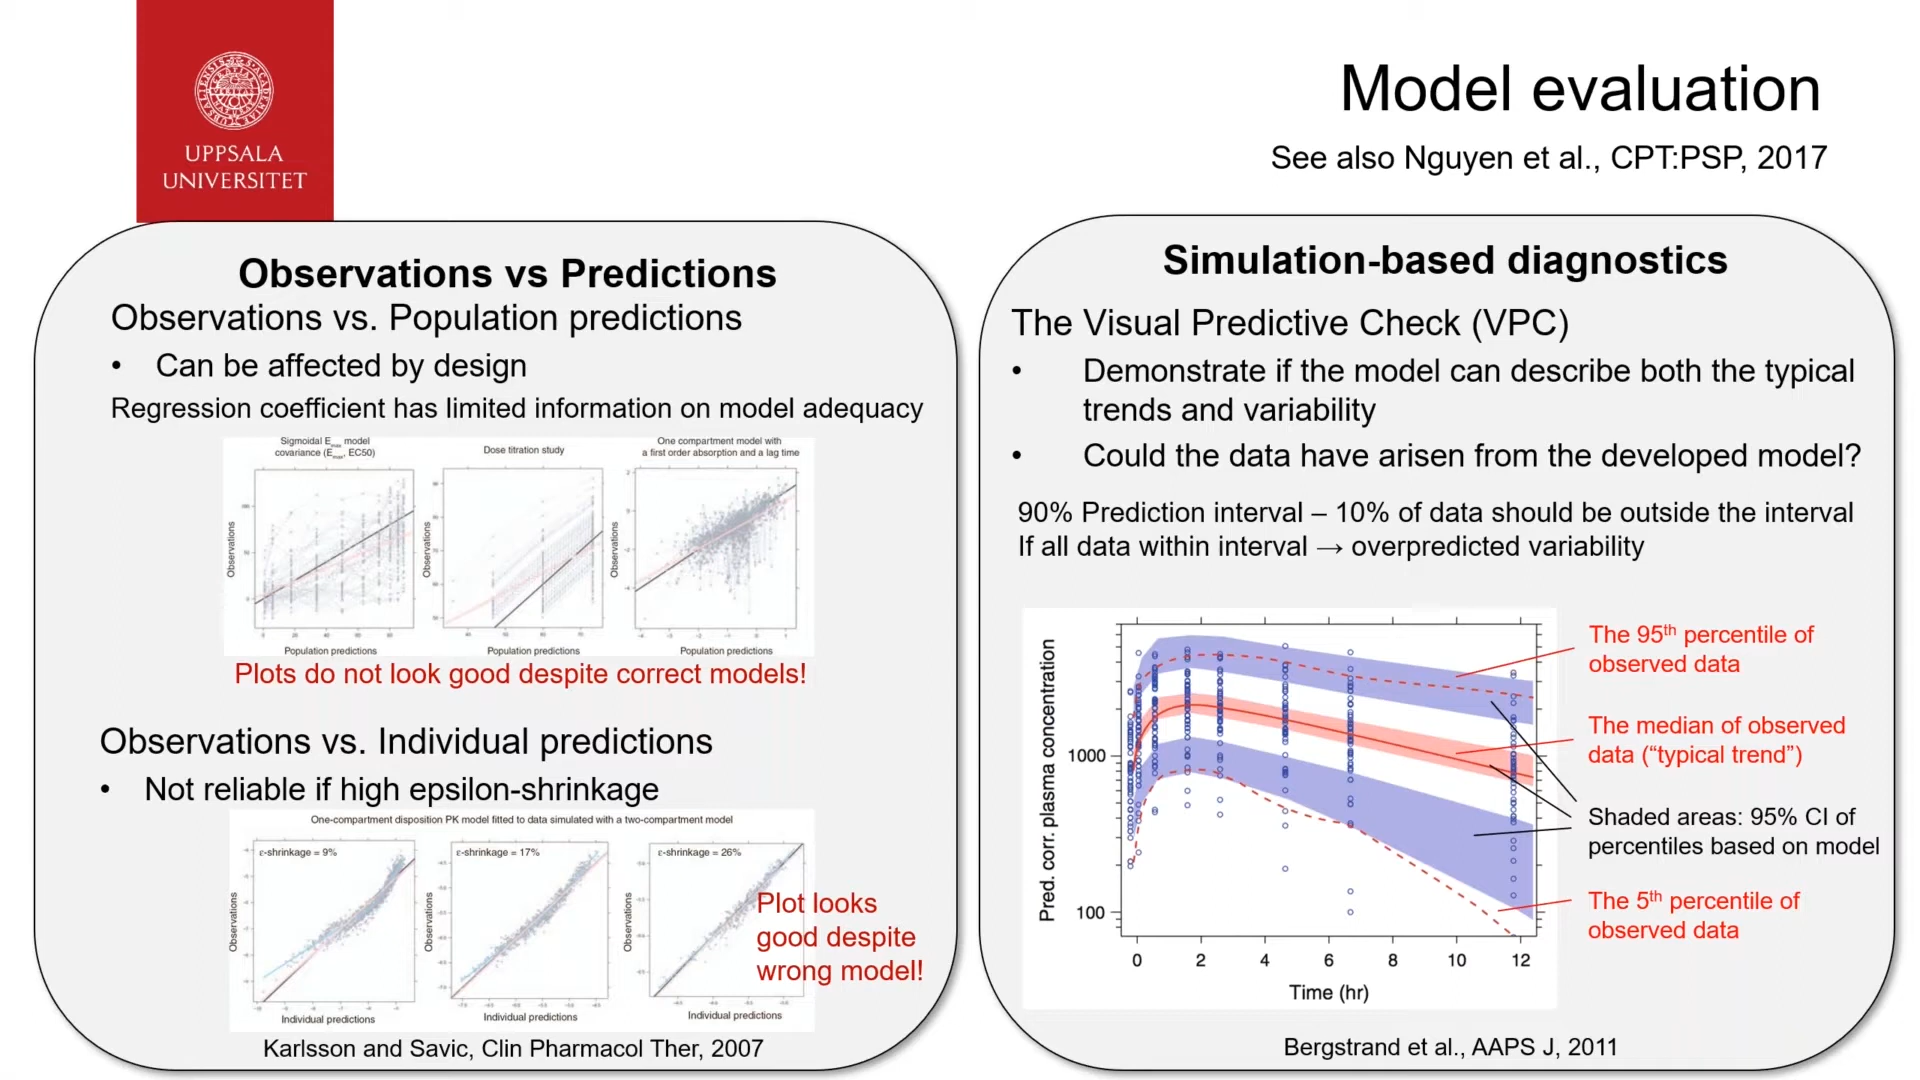 UPPSALA
UNIVERSITET
Model evaluation
See also Nguyen et al., CPT:PSP, 2017
Observations vs Predictions
Observations vs. Population predictions
• Can be affected by design
Regression coefficient has limited information on model adequacy
Sigmoidal Emax model
covariance (Emax, EC50)
Dose titration study
One compartment model with
a first order absorption and a lag time
Observations
Observations
Observations
Population predictions
Population predictions
Population predictions
Plots do not look good despite correct models!
Observations vs. Individual predictions
• Not reliable if high epsilon-shrinkage
One-compartment disposition PK model fitted to data simulated with a two-compartment model
ε-shrinkage = 9%
ε-shrinkage = 17%
ε-shrinkage = 26%
Observations
Observations
Observations
Individual predictions
Individual predictions
Individual predictions
Plot looks
good despite
wrong model!
Karlsson and Savic, Clin Pharmacol Ther, 2007
Simulation-based diagnostics
The Visual Predictive Check (VPC)
• Demonstrate if the model can describe both the typical
trends and variability
• Could the data have arisen from the developed model?
90% Prediction interval – 10% of data should be outside the interval
If all data within interval → overpredicted variability
Pred. corr. plasma concentration
1000
100
0 2 4 6 8 10 12
Time (hr)
The 95th percentile of
observed data
The median of observed
data (“typical trend”)
Shaded areas: 95% CI of
percentiles based on model
The 5th percentile of
observed data
Bergstrand et al., AAPS J, 2011